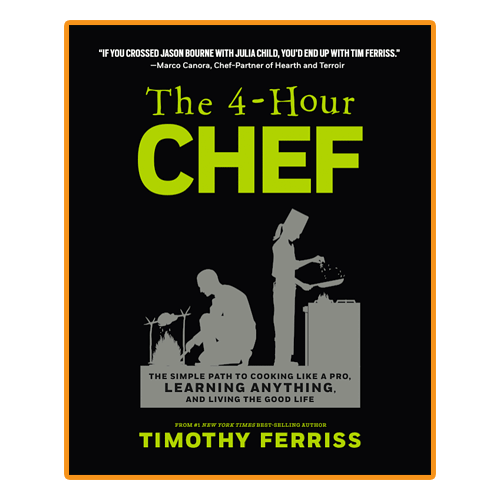 “IF YOU CROSSED JASON BOURNE WITH JULIA CHILD, YOU’D END UP WITH TIM FERRISS.”
—Marco Canora, Chef-Partner of Hearth and Terroir
The 4-Hour
CHEF
THE SIMPLE PATH TO COOKING LIKE A PRO,
LEARNING ANYTHING,
AND LIVING THE GOOD LIFE
FROM #1 NEW YORK TIMES BEST-SELLING AUTHOR
TIMOTHY FERRISS